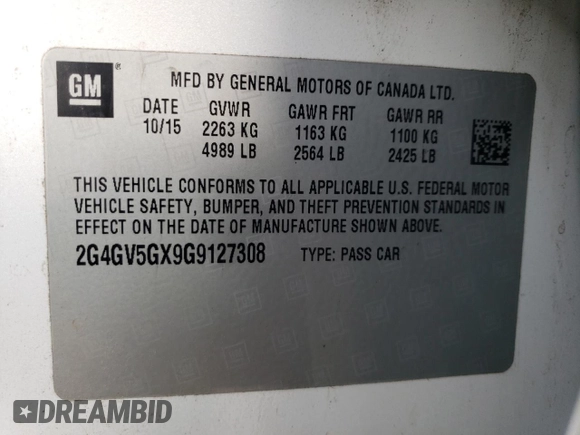 GM ®
MFD BY GENERAL MOTORS OF CANADA LTD.
DATE GVWR GAWR FRT GAWR RR
10/15 2263 KG 1163 KG 1100 KG
4989 LB 2564 LB 2425 LB
THIS VEHICLE CONFORMS TO ALL APPLICABLE U.S. FEDERAL MOTOR
VEHICLE SAFETY, BUMPER, AND THEFT PREVENTION STANDARDS IN
EFFECT ON THE DATE OF MANUFACTURE SHOWN ABOVE.
2G4GV5GX9G9127308 TYPE: PASS CAR
DREAMBID